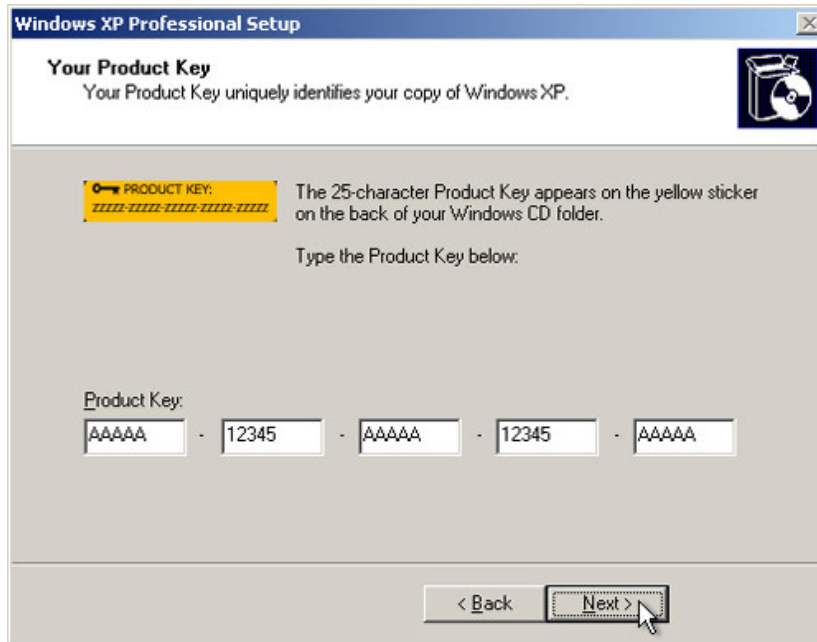 Windows XP Professional Setup
Your Product Key
Your Product Key uniquely identifies your copy of Windows XP.
PRODUCT KEY:
ZZZZZ-ZZZZZ-ZZZZZ-ZZZZZ-ZZZZZ
The 25-character Product Key appears on the yellow sticker
on the back of your Windows CD folder.
Type the Product Key below:
Product Key:
AAAAA - 12345 - AAAAA - 12345 - AAAAA
< Back Next >